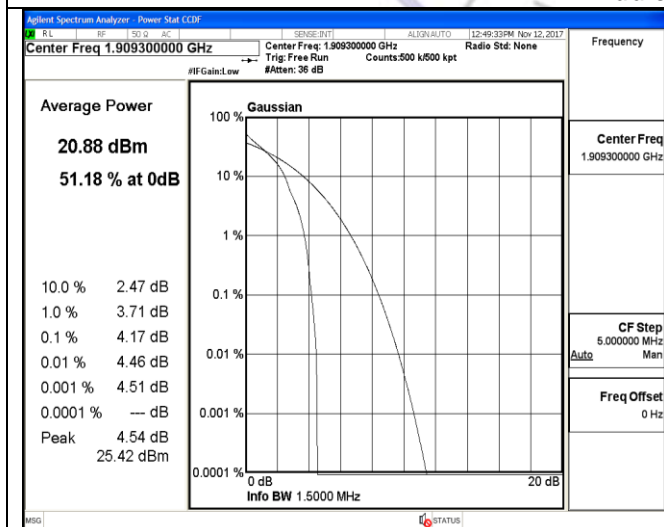 Agilent Spectrum Analyzer - Power Stat CCDF
RL RF 50 Ω AC SENSE:INT ALIGNAUTO 12:49:33PM Nov 12, 2017
Center Freq 1.909300000 GHz
Center Freq: 1.909300000 GHz Radio Std: None
Trig: Free Run Counts:500 k/500 kpt
#IFGain:Low #Atten: 36 dB
Frequency
Average Power
20.88 dBm
51.18 % at 0dB
10.0 % 2.47 dB
1.0 % 3.71 dB
0.1 % 4.17 dB
0.01 % 4.46 dB
0.001 % 4.51 dB
0.0001 % --- dB
Peak 4.54 dB
25.42 dBm
Gaussian
100 %
10 %
1 %
0.1 %
0.01 %
0.001 %
0.0001 %
0 dB 20 dB
Info BW 1.5000 MHz
Center Freq
1.909300000 GHz
CF Step
5.000000 MHz
Auto Man
Freq Offset
0 Hz
MSG STATUS